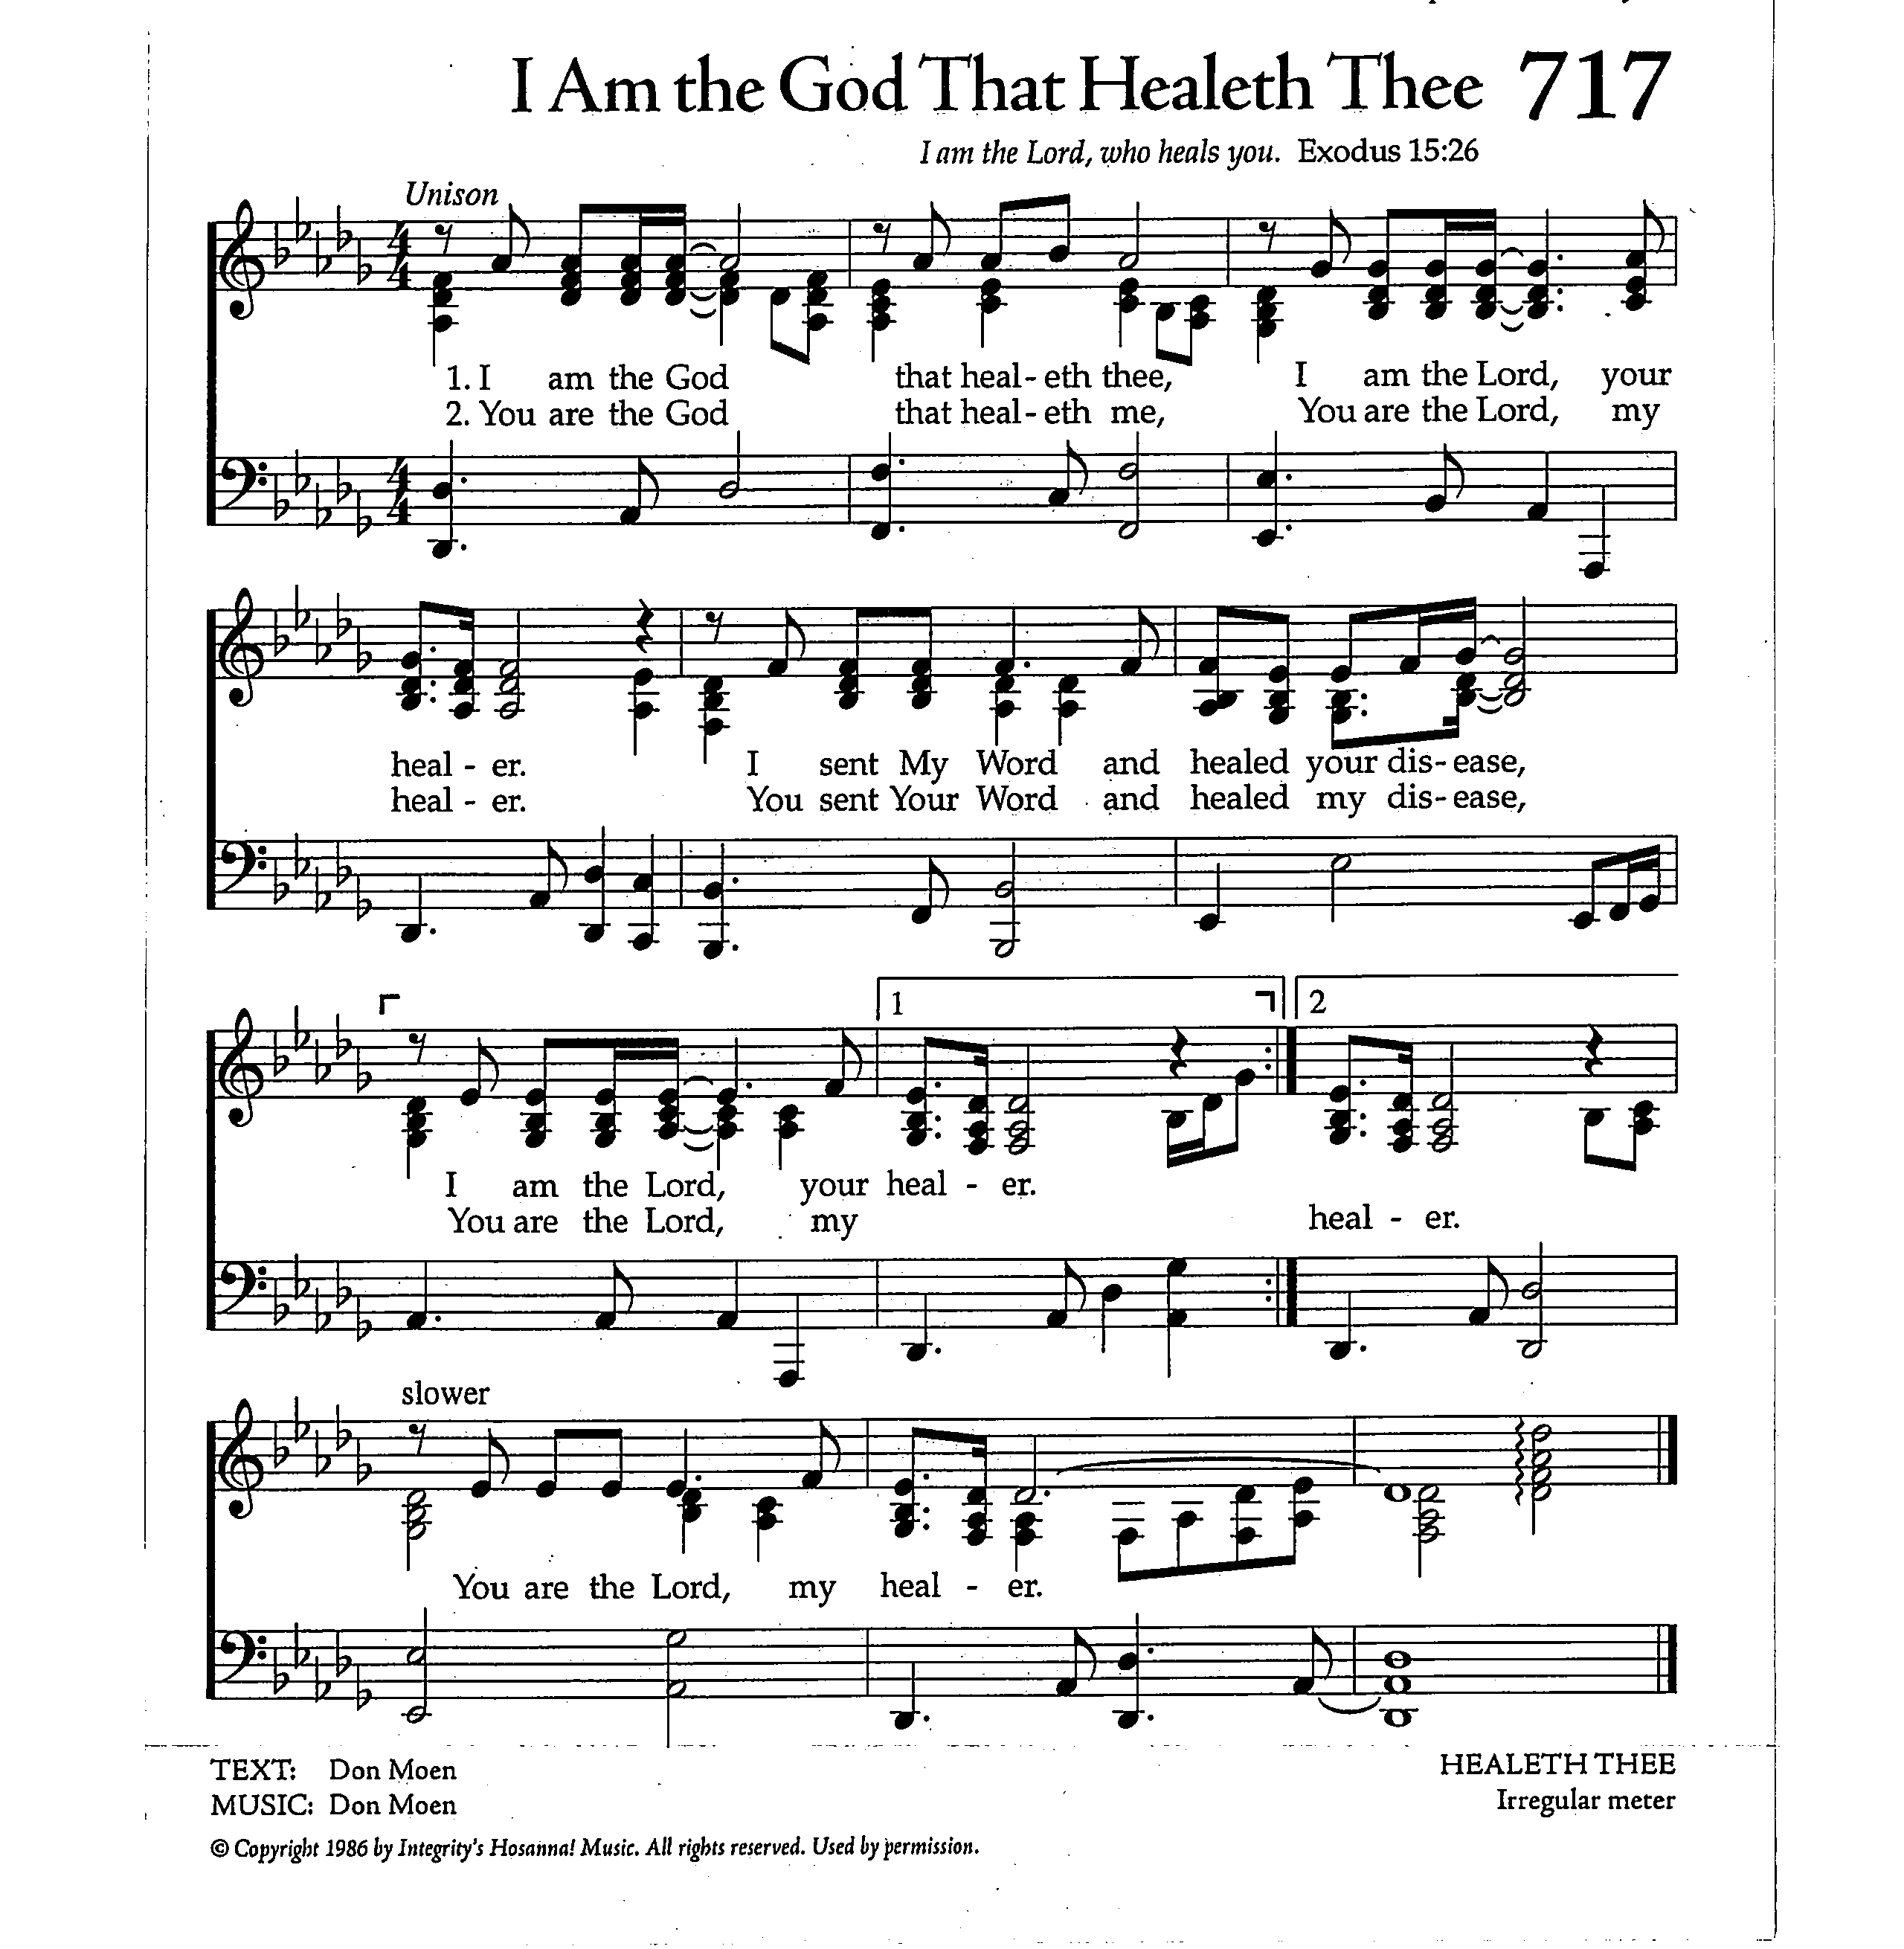 I Am the God That Healeth Thee 717
I am the Lord, who heals you. Exodus 15:26
Unison
1. I am the God that heal-eth thee, I am the Lord, your
2. You are the God that heal-eth me, You are the Lord, my
heal - er. I sent My Word and healed your dis-ease,
heal - er. You sent Your Word and healed my dis-ease,
1 2
I am the Lord, your heal - er.
You are the Lord, my heal - er.
slower
You are the Lord, my heal - er.
TEXT: Don Moen
MUSIC: Don Moen
HEALETH THEE
Irregular meter
© Copyright 1986 by Integrity's Hosanna! Music. All rights reserved. Used by permission.